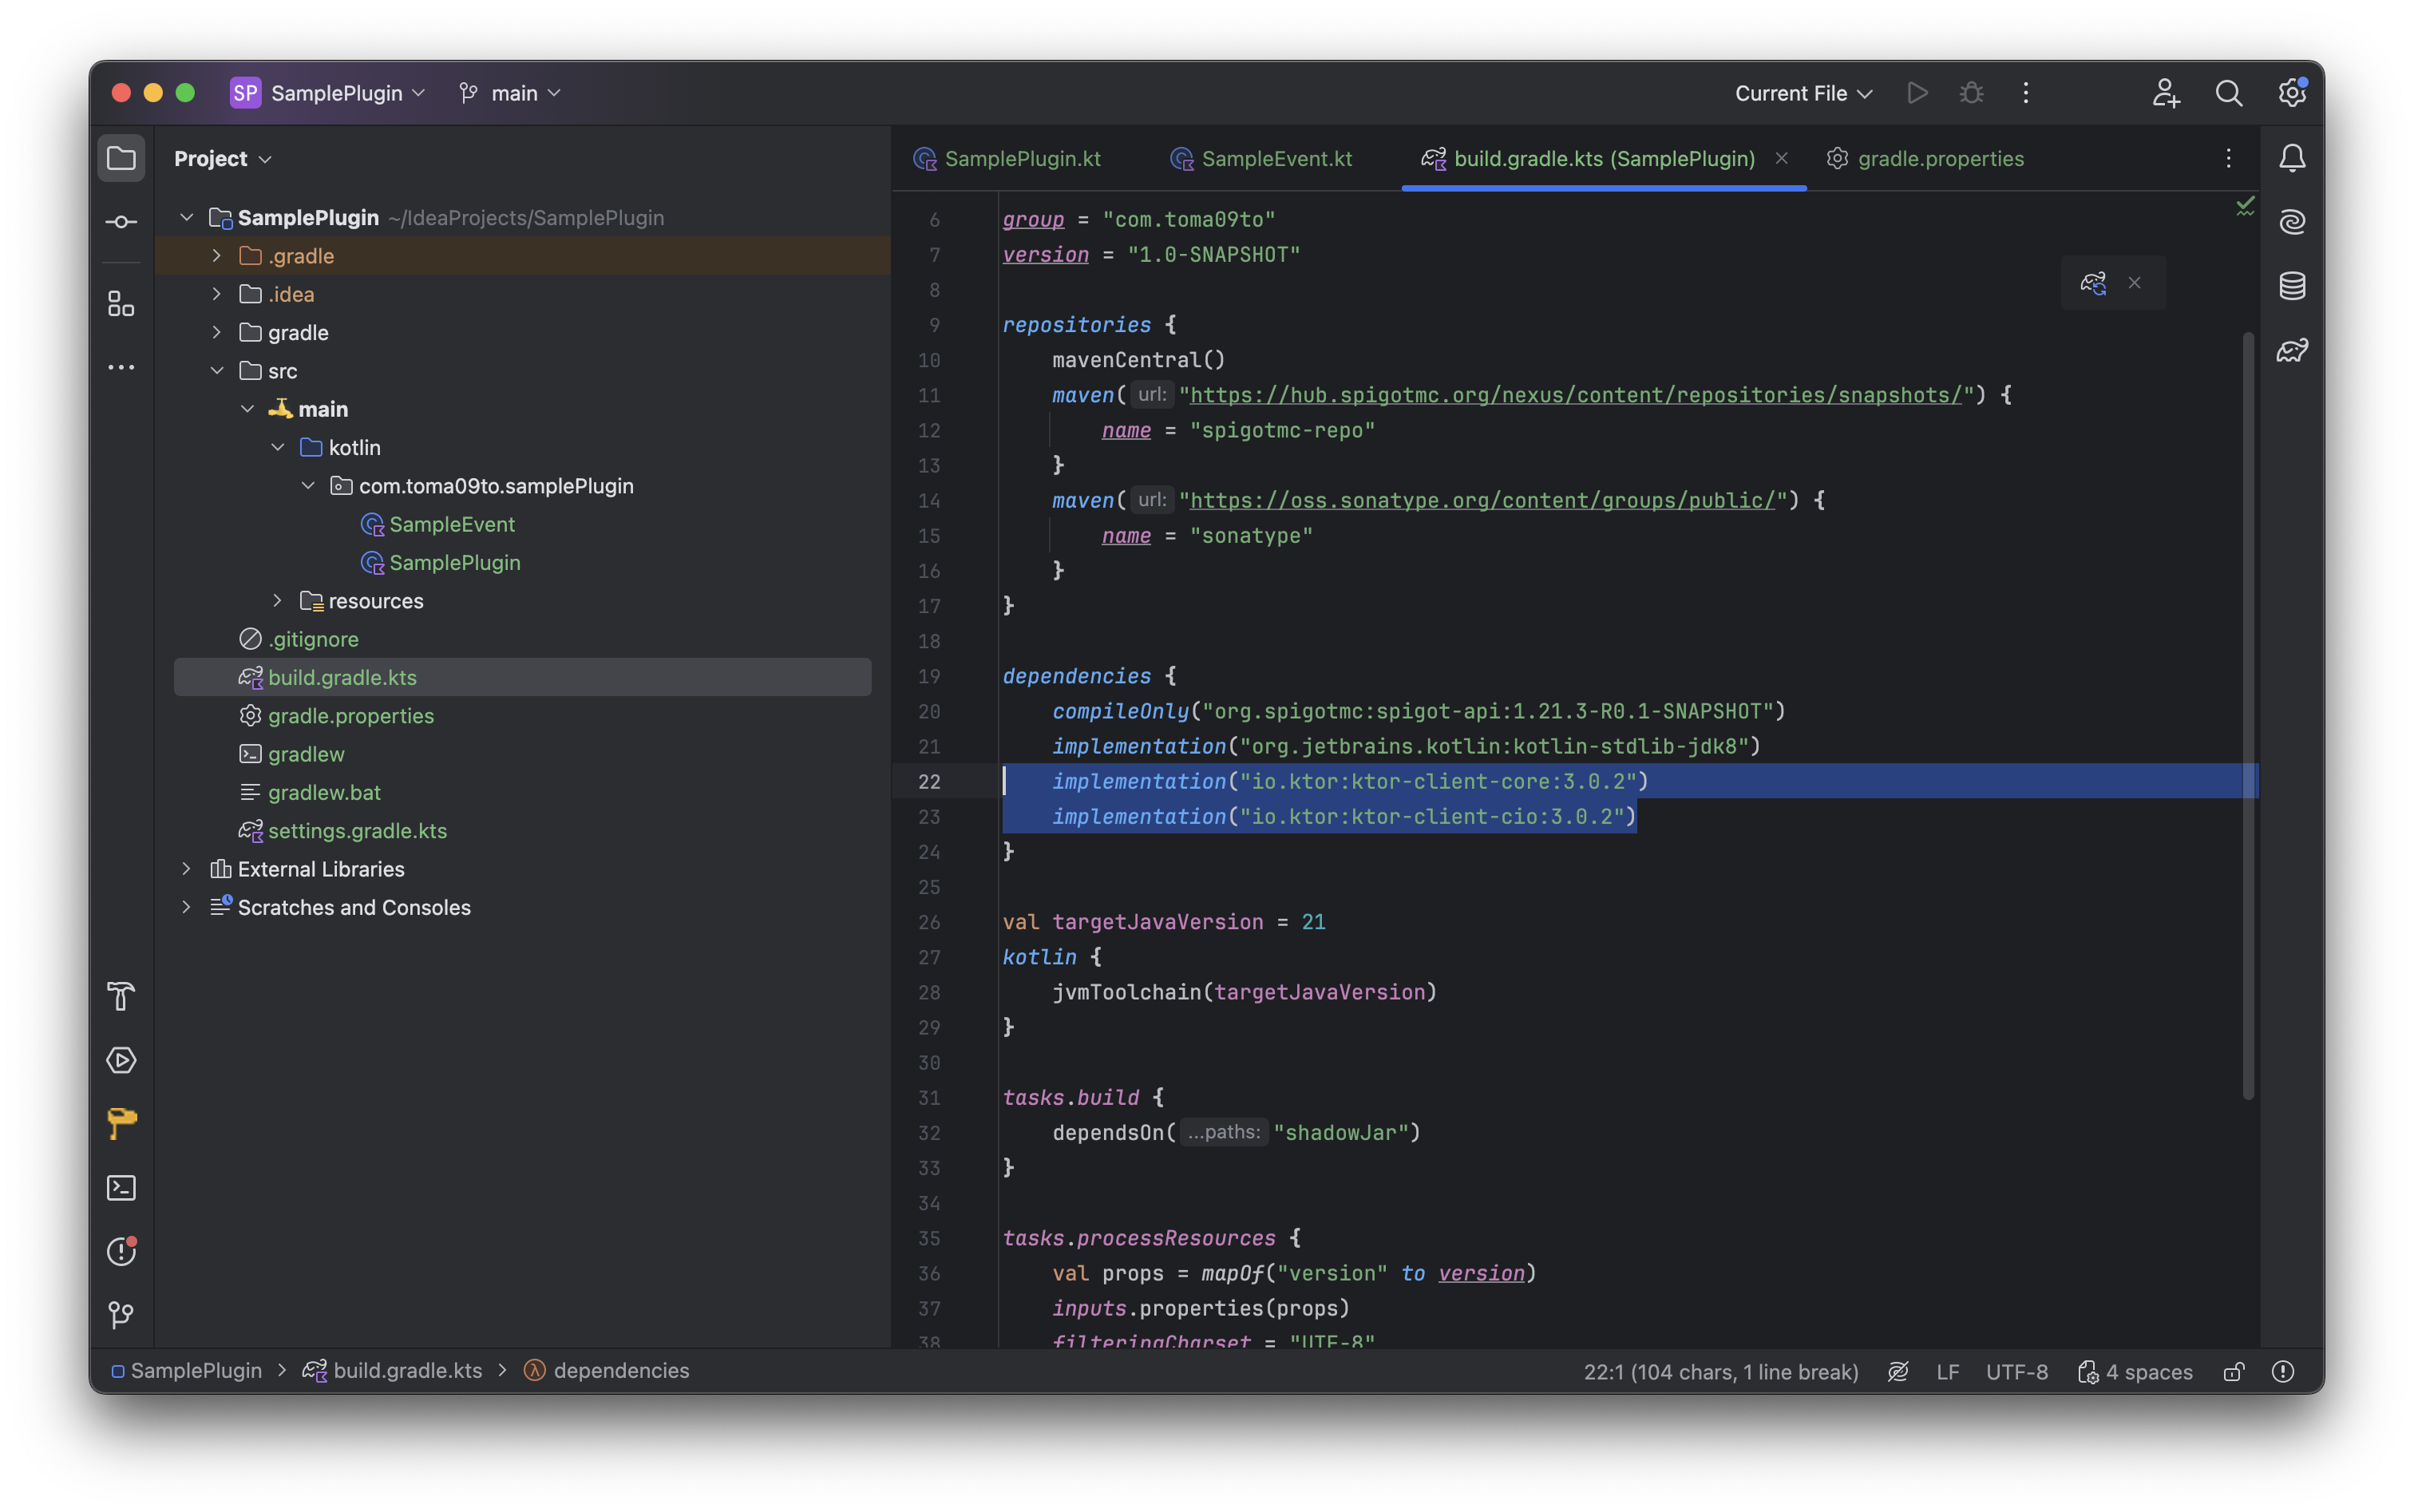 SP SamplePlugin main Current File
Project
SamplePlugin ~/IdeaProjects/SamplePlugin
.gradle
.idea
gradle
src
main
kotlin
com.toma09to.samplePlugin
SampleEvent
SamplePlugin
resources
.gitignore
build.gradle.kts
gradle.properties
gradlew
gradlew.bat
settings.gradle.kts
External Libraries
Scratches and Consoles
SamplePlugin.kt SampleEvent.kt build.gradle.kts (SamplePlugin) gradle.properties
6 group = "com.toma09to"
7 version = "1.0-SNAPSHOT"
8
9 repositories {
10 mavenCentral()
11 maven( url: "https://hub.spigotmc.org/nexus/content/repositories/snapshots/") {
12 name = "spigotmc-repo"
13 }
14 maven( url: "https://oss.sonatype.org/content/groups/public/") {
15 name = "sonatype"
16 }
17 }
18
19 dependencies {
20 compileOnly("org.spigotmc:spigot-api:1.21.3-R0.1-SNAPSHOT")
21 implementation("org.jetbrains.kotlin:kotlin-stdlib-jdk8")
22 implementation("io.ktor:ktor-client-core:3.0.2")
23 implementation("io.ktor:ktor-client-cio:3.0.2")
24 }
25
26 val targetJavaVersion = 21
27 kotlin {
28 jvmToolchain(targetJavaVersion)
29 }
30
31 tasks.build {
32 dependsOn( ...paths: "shadowJar")
33 }
34
35 tasks.processResources {
36 val props = mapOf("version" to version)
37 inputs.properties(props)
38 filteringCharset = "UTF-8"
SamplePlugin > build.gradle.kts > dependencies
22:1 (104 chars, 1 line break) LF UTF-8 4 spaces